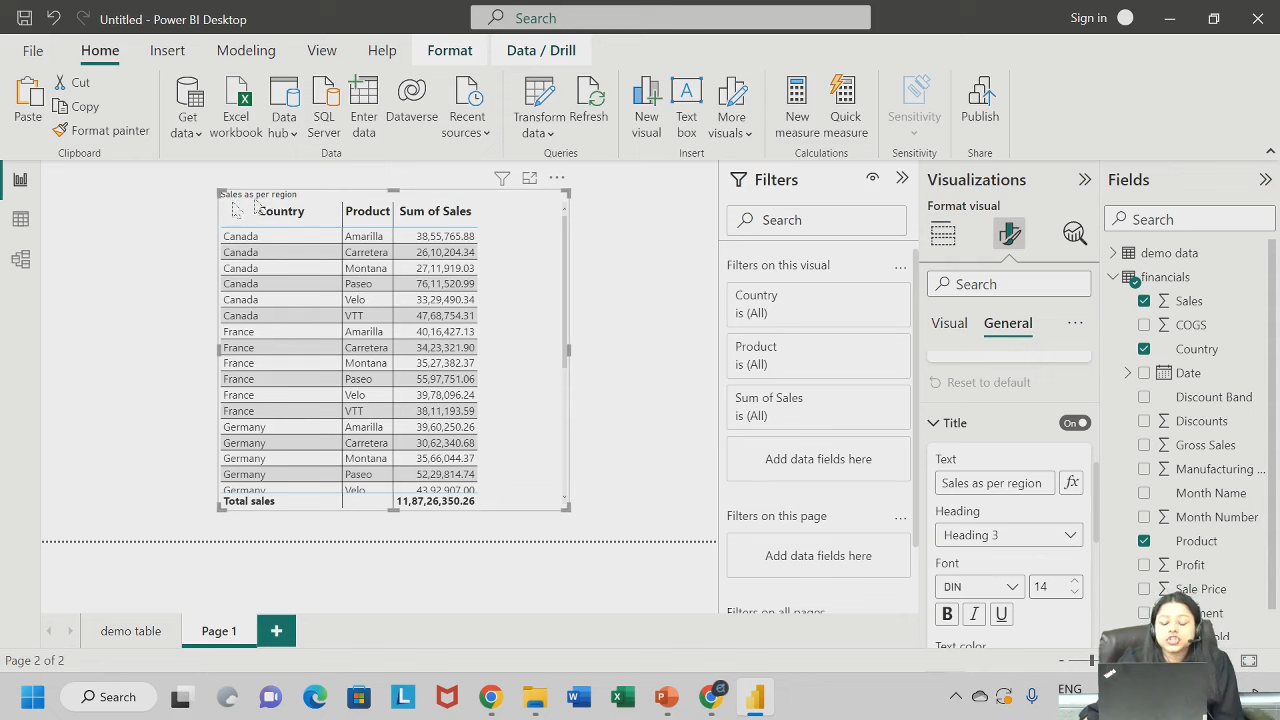 Untitled - Power BI Desktop
Search
Sign in
File
Home
Insert
Modeling
View
Help
Format
Data / Drill
Paste
Cut
Copy
Format painter
Clipboard
Get data
Excel workbook
Data hub
SQL Server
Enter data
Dataverse
Recent sources
Data
Transform data
Refresh
Queries
New visual
Text box
More visuals
Insert
New measure
Quick measure
Calculations
Sensitivity
Sensitivity
Publish
Share
Sales as per region
Country Product Sum of Sales
Canada Amarilla 38,55,765.88
Canada Carretera 26,10,204.34
Canada Montana 27,11,919.03
Canada Paseo 76,11,520.99
Canada Velo 33,29,490.34
Canada VTT 47,68,754.31
France Amarilla 40,16,427.13
France Carretera 34,23,321.90
France Montana 35,27,382.37
France Paseo 55,97,751.06
France Velo 39,78,096.24
France VTT 38,11,193.59
Germany Amarilla 39,60,250.26
Germany Carretera 30,62,340.68
Germany Montana 35,66,044.37
Germany Paseo 52,29,814.74
Germany Velo 43,92,907.00
Total sales 11,87,26,350.26
Filters
Search
Filters on this visual
Country
is (All)
Product
is (All)
Sum of Sales
is (All)
Add data fields here
Filters on this page
Add data fields here
Filters on all pages
Visualizations
Format visual
Search
Visual
General
Reset to default
Title
On
Text
Sales as per region
Heading
Heading 3
Font
DIN
14
B I U
Text color
Fields
Search
demo data
financials
Sales
COGS
Country
Date
Discount Band
Discounts
Gross Sales
Manufacturing ...
Month Name
Month Number
Product
Profit
Sale Price
demo table
Page 1
Page 2 of 2
Search
ENG